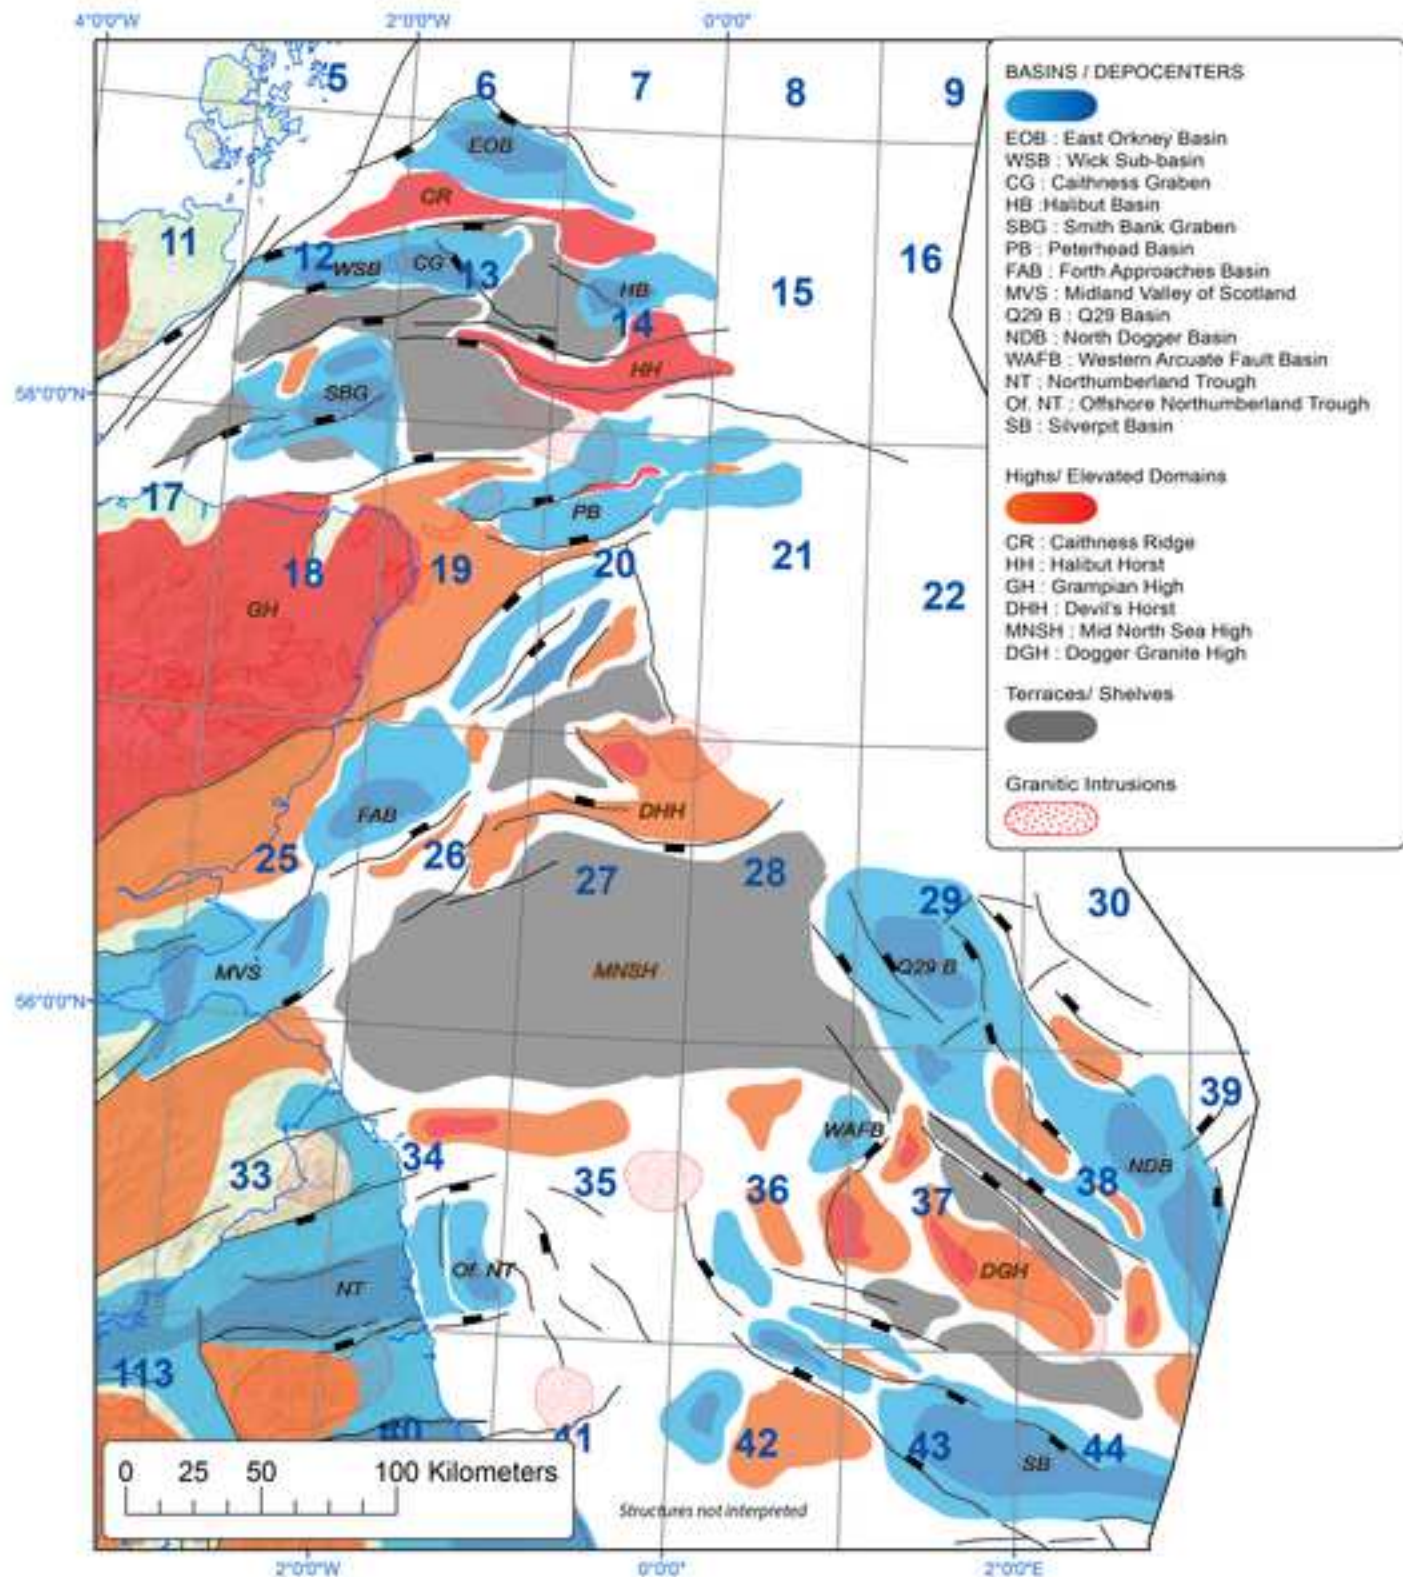 4°0'0"W 2°0'0"W 0°0'0"
5 6 7 8 9
EOB
CR
11 12 WSB CG 13 HB 14 15 16
HH
58°0'0"N
SBG
17 PB
18 19 20 21 22
GH
FAB DHH
25 26 27 28 29 30
MVS MNSH Q29 B
56°0'0"N
WAFB 39
33 34 35 36 37 38 NDB
NT Of. NT DGH
113
40 41 42 43 SB 44
Structures not interpreted
0 25 50 100 Kilometers
2°0'0"W 0°0'0" 2°0'0"E
BASINS / DEPOCENTERS
EOB : East Orkney Basin
WSB : Wick Sub-basin
CG : Caithness Graben
HB :Halibut Basin
SBG : Smith Bank Graben
PB : Peterhead Basin
FAB : Forth Approaches Basin
MVS : Midland Valley of Scotland
Q29 B : Q29 Basin
NDB : North Dogger Basin
WAFB : Western Arcuate Fault Basin
NT : Northumberland Trough
Of. NT : Offshore Northumberland Trough
SB : Silverpit Basin
Highs/ Elevated Domains
CR : Caithness Ridge
HH : Halibut Horst
GH : Grampian High
DHH : Devil's Horst
MNSH : Mid North Sea High
DGH : Dogger Granite High
Terraces/ Shelves
Granitic Intrusions